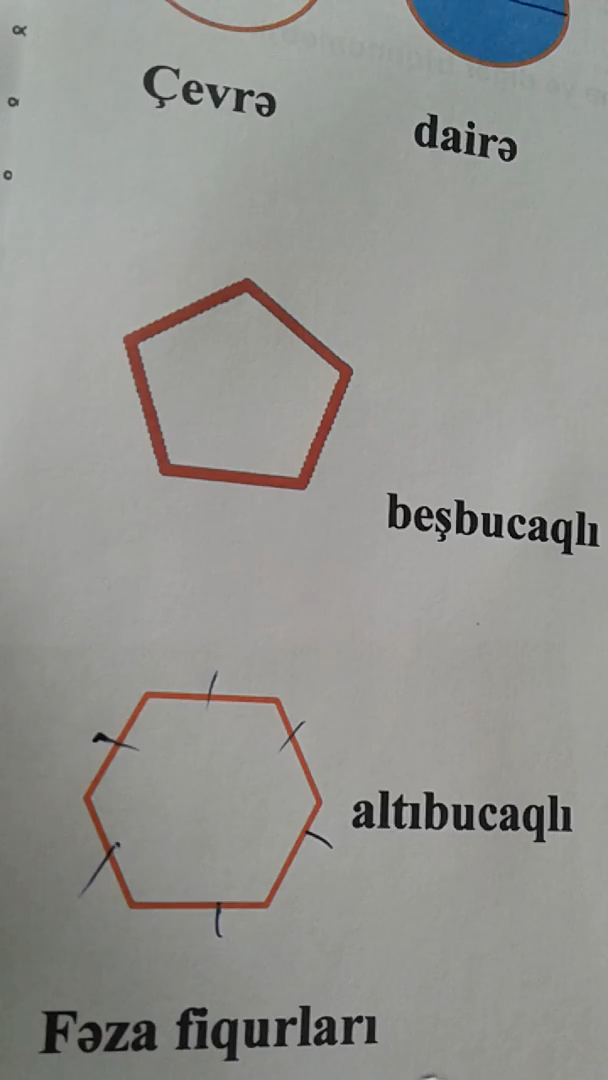 Çevrə
dairə
beşbucaqlı
altıbucaqlı
Fəza fiqurları